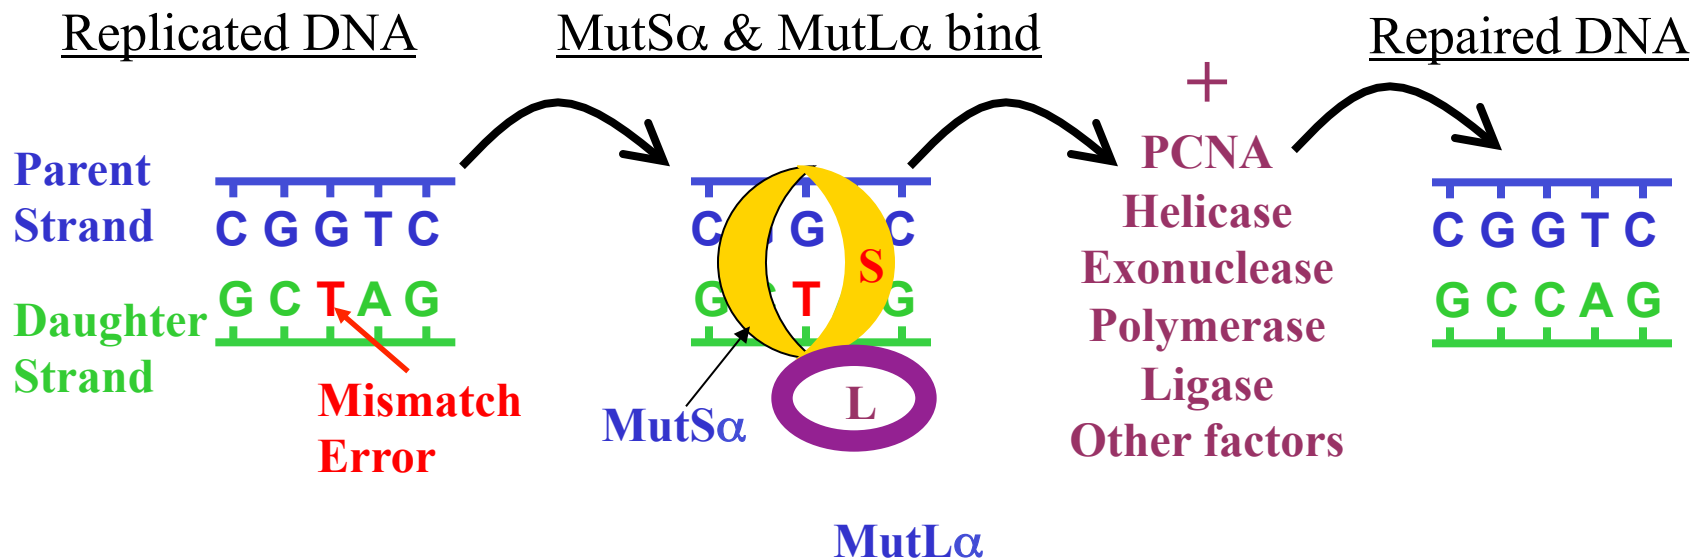 Replicated DNA
MutSα & MutLα bind
Repaired DNA
Parent
Strand
C G G T C
G C T A G
Daughter
Strand
Mismatch
Error
C G C
G T G
S
L
MutSα
MutLα
+
PCNA
Helicase
Exonuclease
Polymerase
Ligase
Other factors
C G G T C
G C C A G